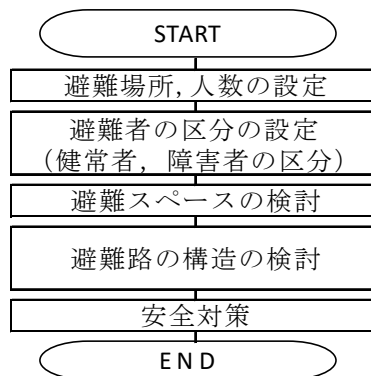 START
避難場所,人数の設定
避難者の区分の設定
(健常者，障害者の区分)
避難スペースの検討
避難路の構造の検討
安全対策
END